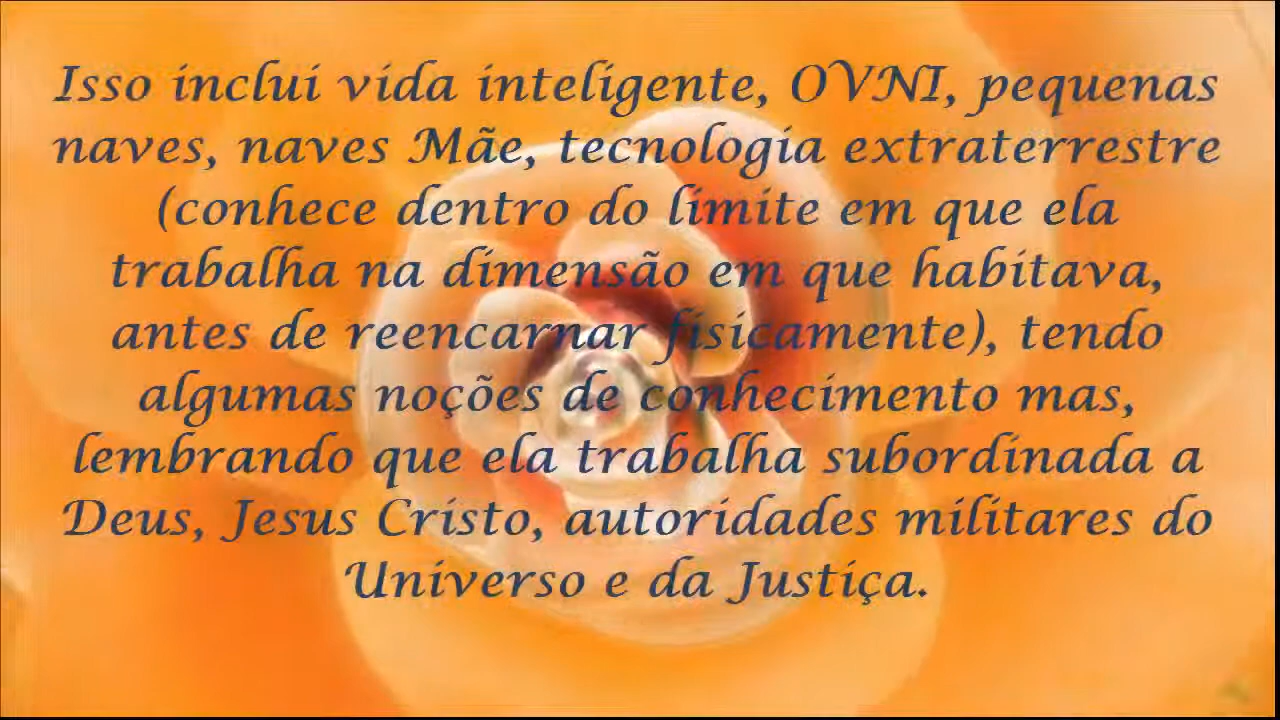 Isso inclui vida inteligente, OVNI, pequenas
naves, naves Mãe, tecnologia extraterrestre
(conhece dentro do limite em que ela
trabalha na dimensão em que habitava,
antes de reencarnar físicamente), tendo
algumas noções de conhecimento mas,
lembrando que ela trabalha subordinada a
Deus, Jesus Cristo, autoridades militares do
Universo e da Justiça.